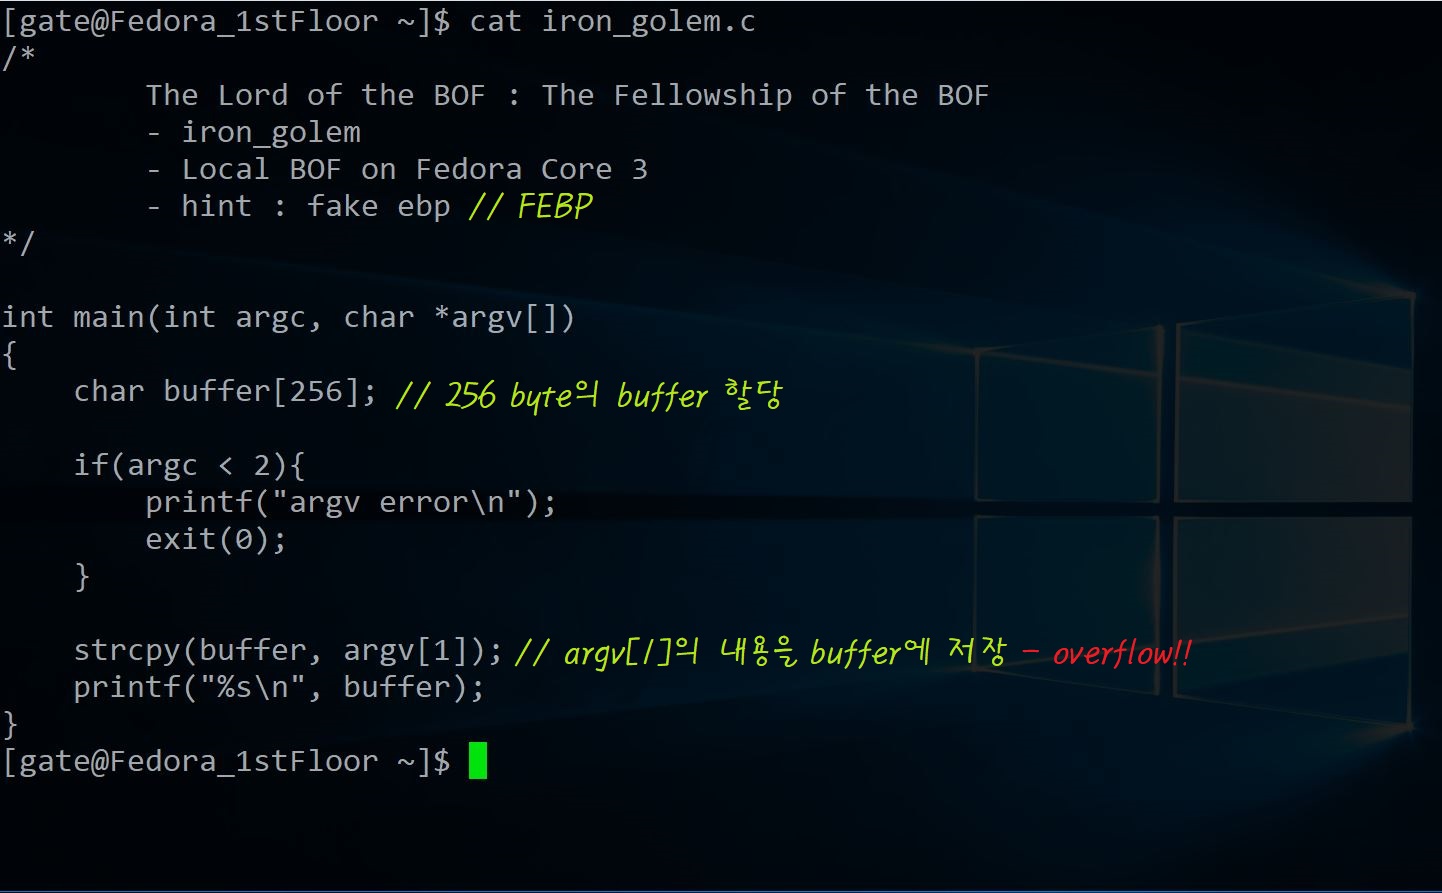 [gate@Fedora_1stFloor ~]$ cat iron_golem.c
/*
The Lord of the BOF : The Fellowship of the BOF
- iron_golem
- Local BOF on Fedora Core 3
- hint : fake ebp // FEBP
*/
int main(int argc, char *argv[])
{
char buffer[256]; // 256 byte의 buffer 할당
if(argc < 2){
printf("argv error\n");
exit(0);
}
strcpy(buffer, argv[1]); // argv[1]의 내용을 buffer에 저장 - overflow!!
printf("%s\n", buffer);
}
[gate@Fedora_1stFloor ~]$